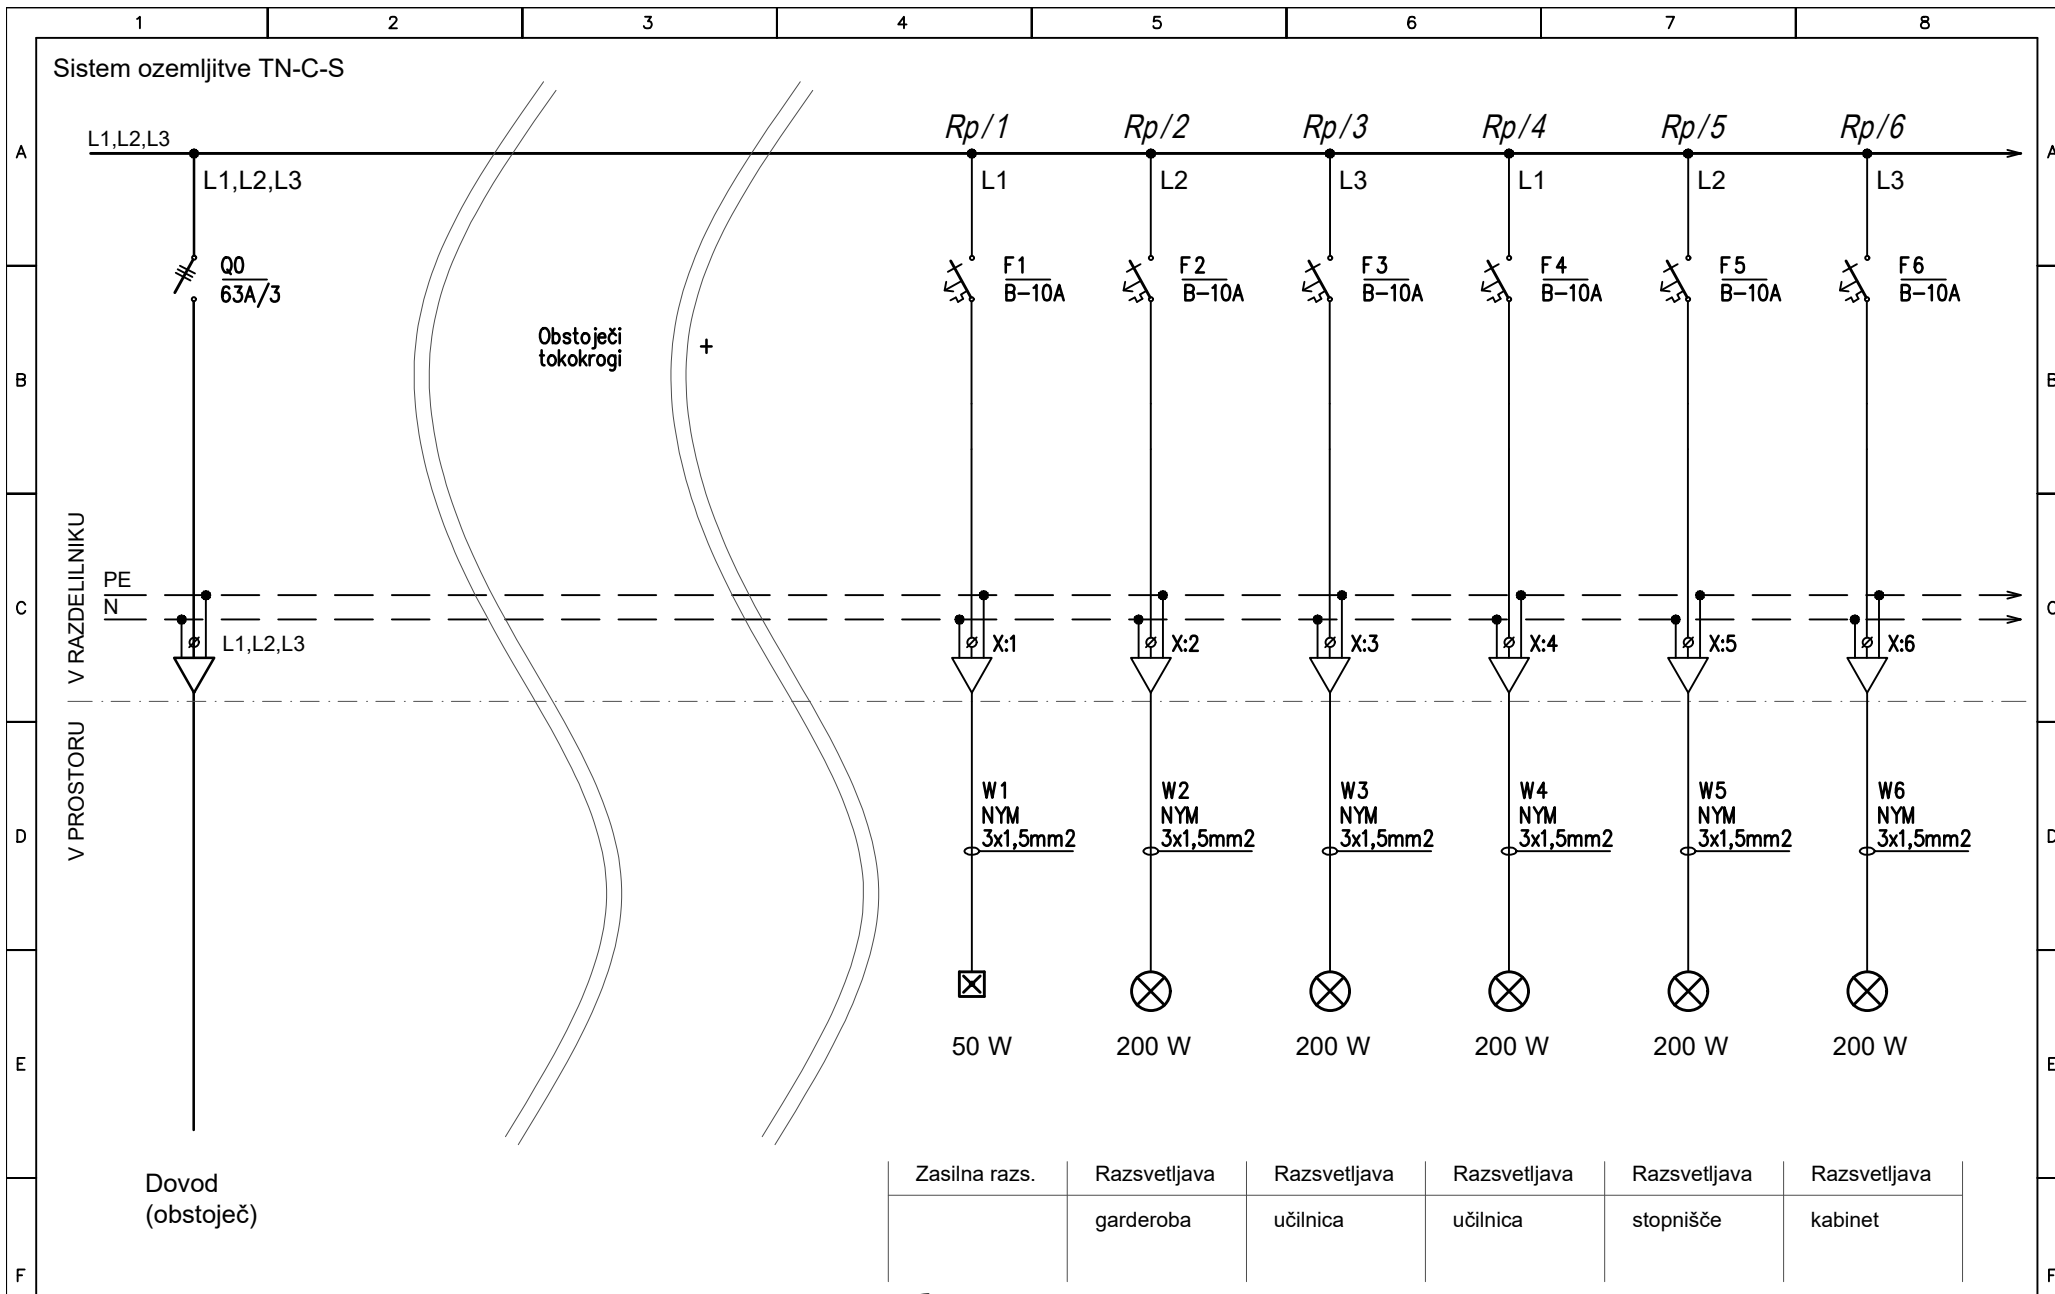 1 2 3 4 5 6 7 8
Sistem ozemljitve TN-C-S
Rp/1 Rp/2 Rp/3 Rp/4 Rp/5 Rp/6
L1,L2,L3
A A
L1,L2,L3 L1 L2 L3 L1 L2 L3
Q0 F1 F2 F3 F4 F5 F6
63A/3 B-10A B-10A B-10A B-10A B-10A B-10A
Obstoječi
tokokrogi
+
B B
V RAZDELILNIKU
PE
N
C C
L1,L2,L3 X:1 X:2 X:3 X:4 X:5 X:6
V PROSTORU
W1 W2 W3 W4 W5 W6
NYM NYM NYM NYM NYM NYM
3x1,5mm2 3x1,5mm2 3x1,5mm2 3x1,5mm2 3x1,5mm2 3x1,5mm2
D D
50 W 200 W 200 W 200 W 200 W 200 W
E E
Dovod
(obstoječ)
Zasilna razs. Razsvetljava Razsvetljava Razsvetljava Razsvetljava Razsvetljava
garderoba učilnica učilnica stopnišče kabinet
F F